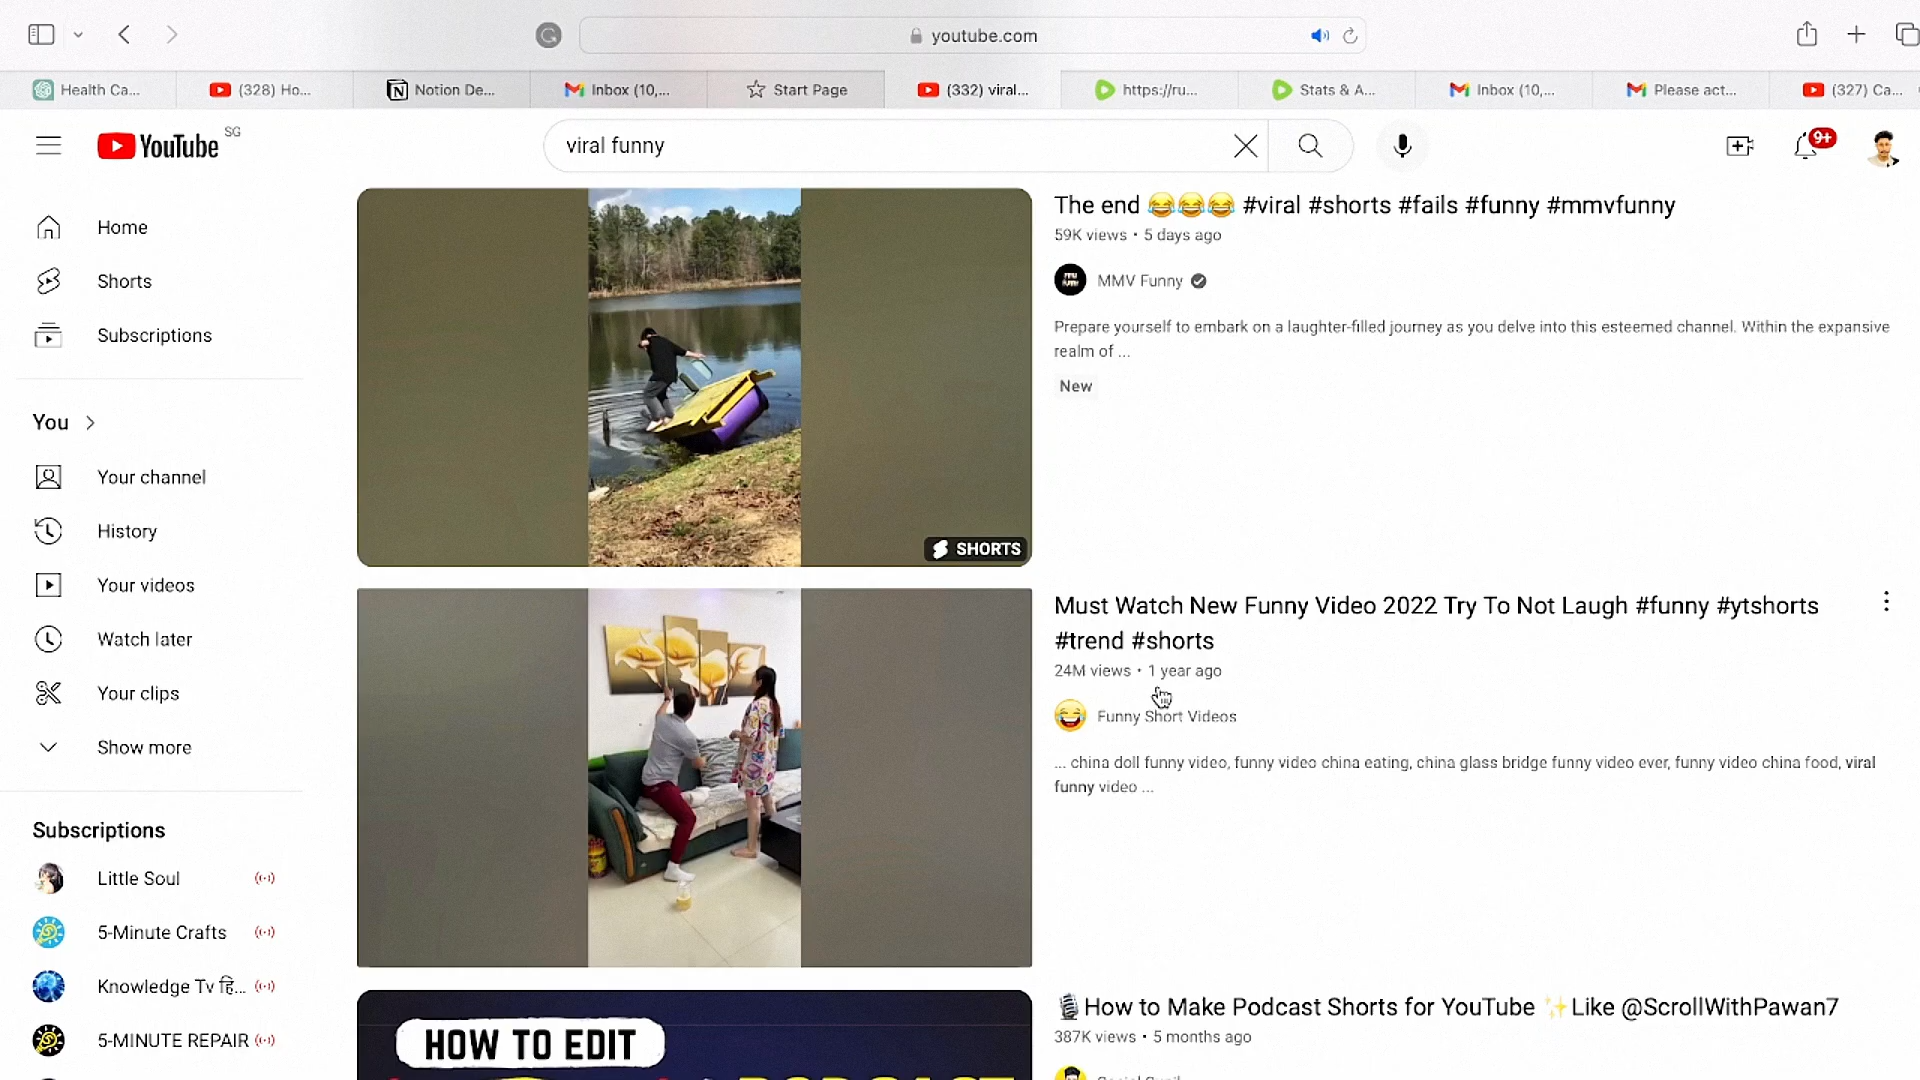 youtube.com
Health Ca...
(328) Ho...
Notion De...
Inbox (10,...
Start Page
(332) viral...
https://ru...
Stats & A...
Inbox (10,...
Please act...
(327) Ca...
YouTube SG
viral funny
9+
Home
Shorts
Subscriptions
You
Your channel
History
Your videos
Watch later
Your clips
Show more
Subscriptions
Little Soul
5-Minute Crafts
Knowledge Tv हि...
5-MINUTE REPAIR
SHORTS
The end 😂😂😂 #viral #shorts #fails #funny #mmvfunny
59K views • 5 days ago
MMV Funny
Prepare yourself to embark on a laughter-filled journey as you delve into this esteemed channel. Within the expansive
realm of ...
New
Must Watch New Funny Video 2022 Try To Not Laugh #funny #ytshorts
#trend #shorts
24M views • 1 year ago
Funny Short Videos
... china doll funny video, funny video china eating, china glass bridge funny video ever, funny video china food, viral
funny video ...
HOW TO EDIT
🎙️How to Make Podcast Shorts for YouTube ✨Like @ScrollWithPawan7
387K views • 5 months ago